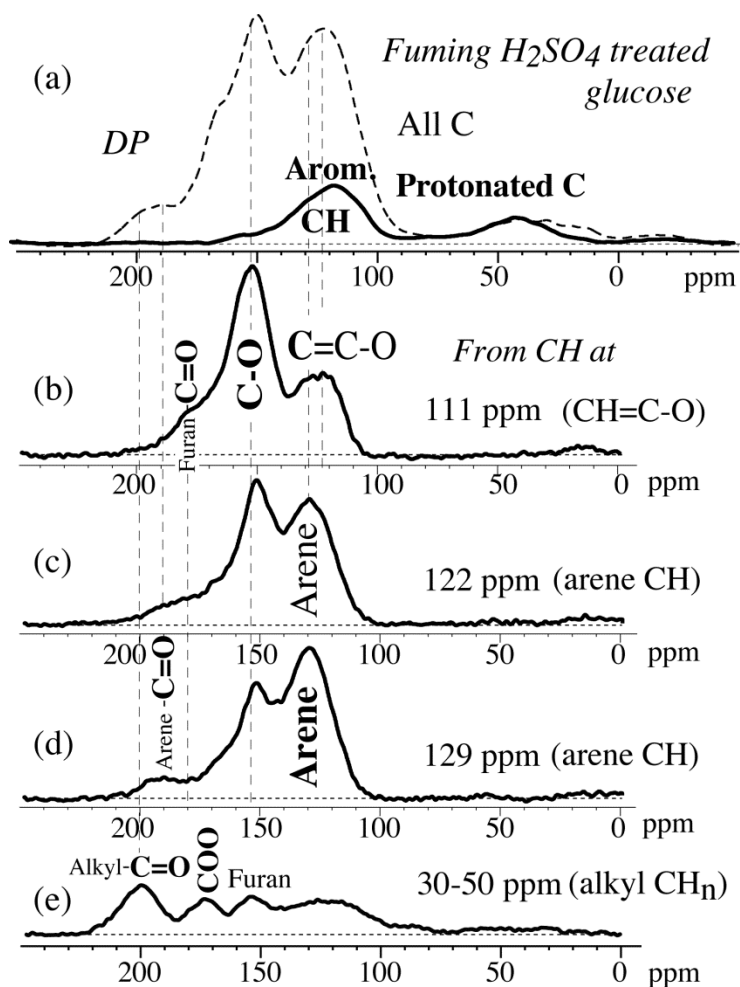 (a)
Fuming H2SO4 treated
glucose
DP
All C
Arom.
CH
Protonated C
200
100
50
0
ppm
(b)
Furan-C=O
C-O
C=C-O
From CH at
111 ppm (CH=C-O)
200
100
50
0
ppm
(c)
Arene
122 ppm (arene CH)
200
150
100
50
0
ppm
(d)
Arene-C=O
Arene
129 ppm (arene CH)
200
150
100
50
0
ppm
(e)
Alkyl-C=O
COO
Furan
30-50 ppm (alkyl CHn)
200
150
100
50
0
ppm